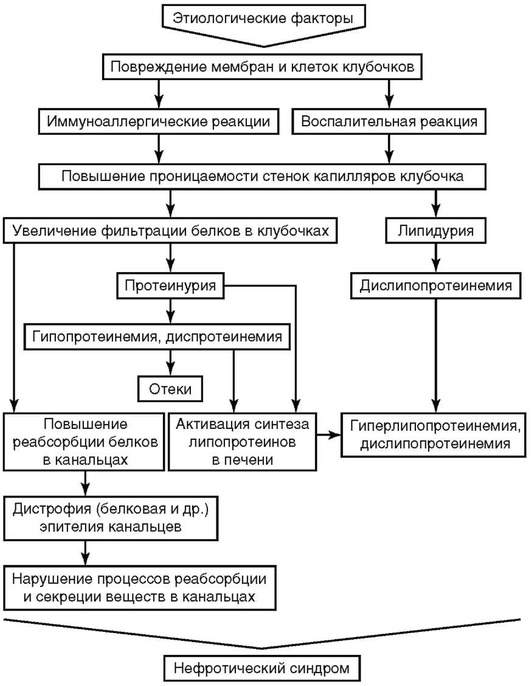 Этиологические факторы
Повреждение мембран и клеток клубочков
Иммуноаллергические реакции
Воспалительная реакция
Повышение проницаемости стенок капилляров клубочка
Увеличение фильтрации белков в клубочках
Липидурия
Протеинурия
Дислипопротеинемия
Гипопротеинемия, диспротеинемия
Отеки
Повышение
реабсорбции белков
в канальцах
Активация синтеза
липопротеинов
в печени
Гиперлипопротеинемия,
дислипопротеинемия
Дистрофия (белковая и др.)
эпителия канальцев
Нарушение процессов реабсорбции
и секреции веществ в канальцах
Нефротический синдром